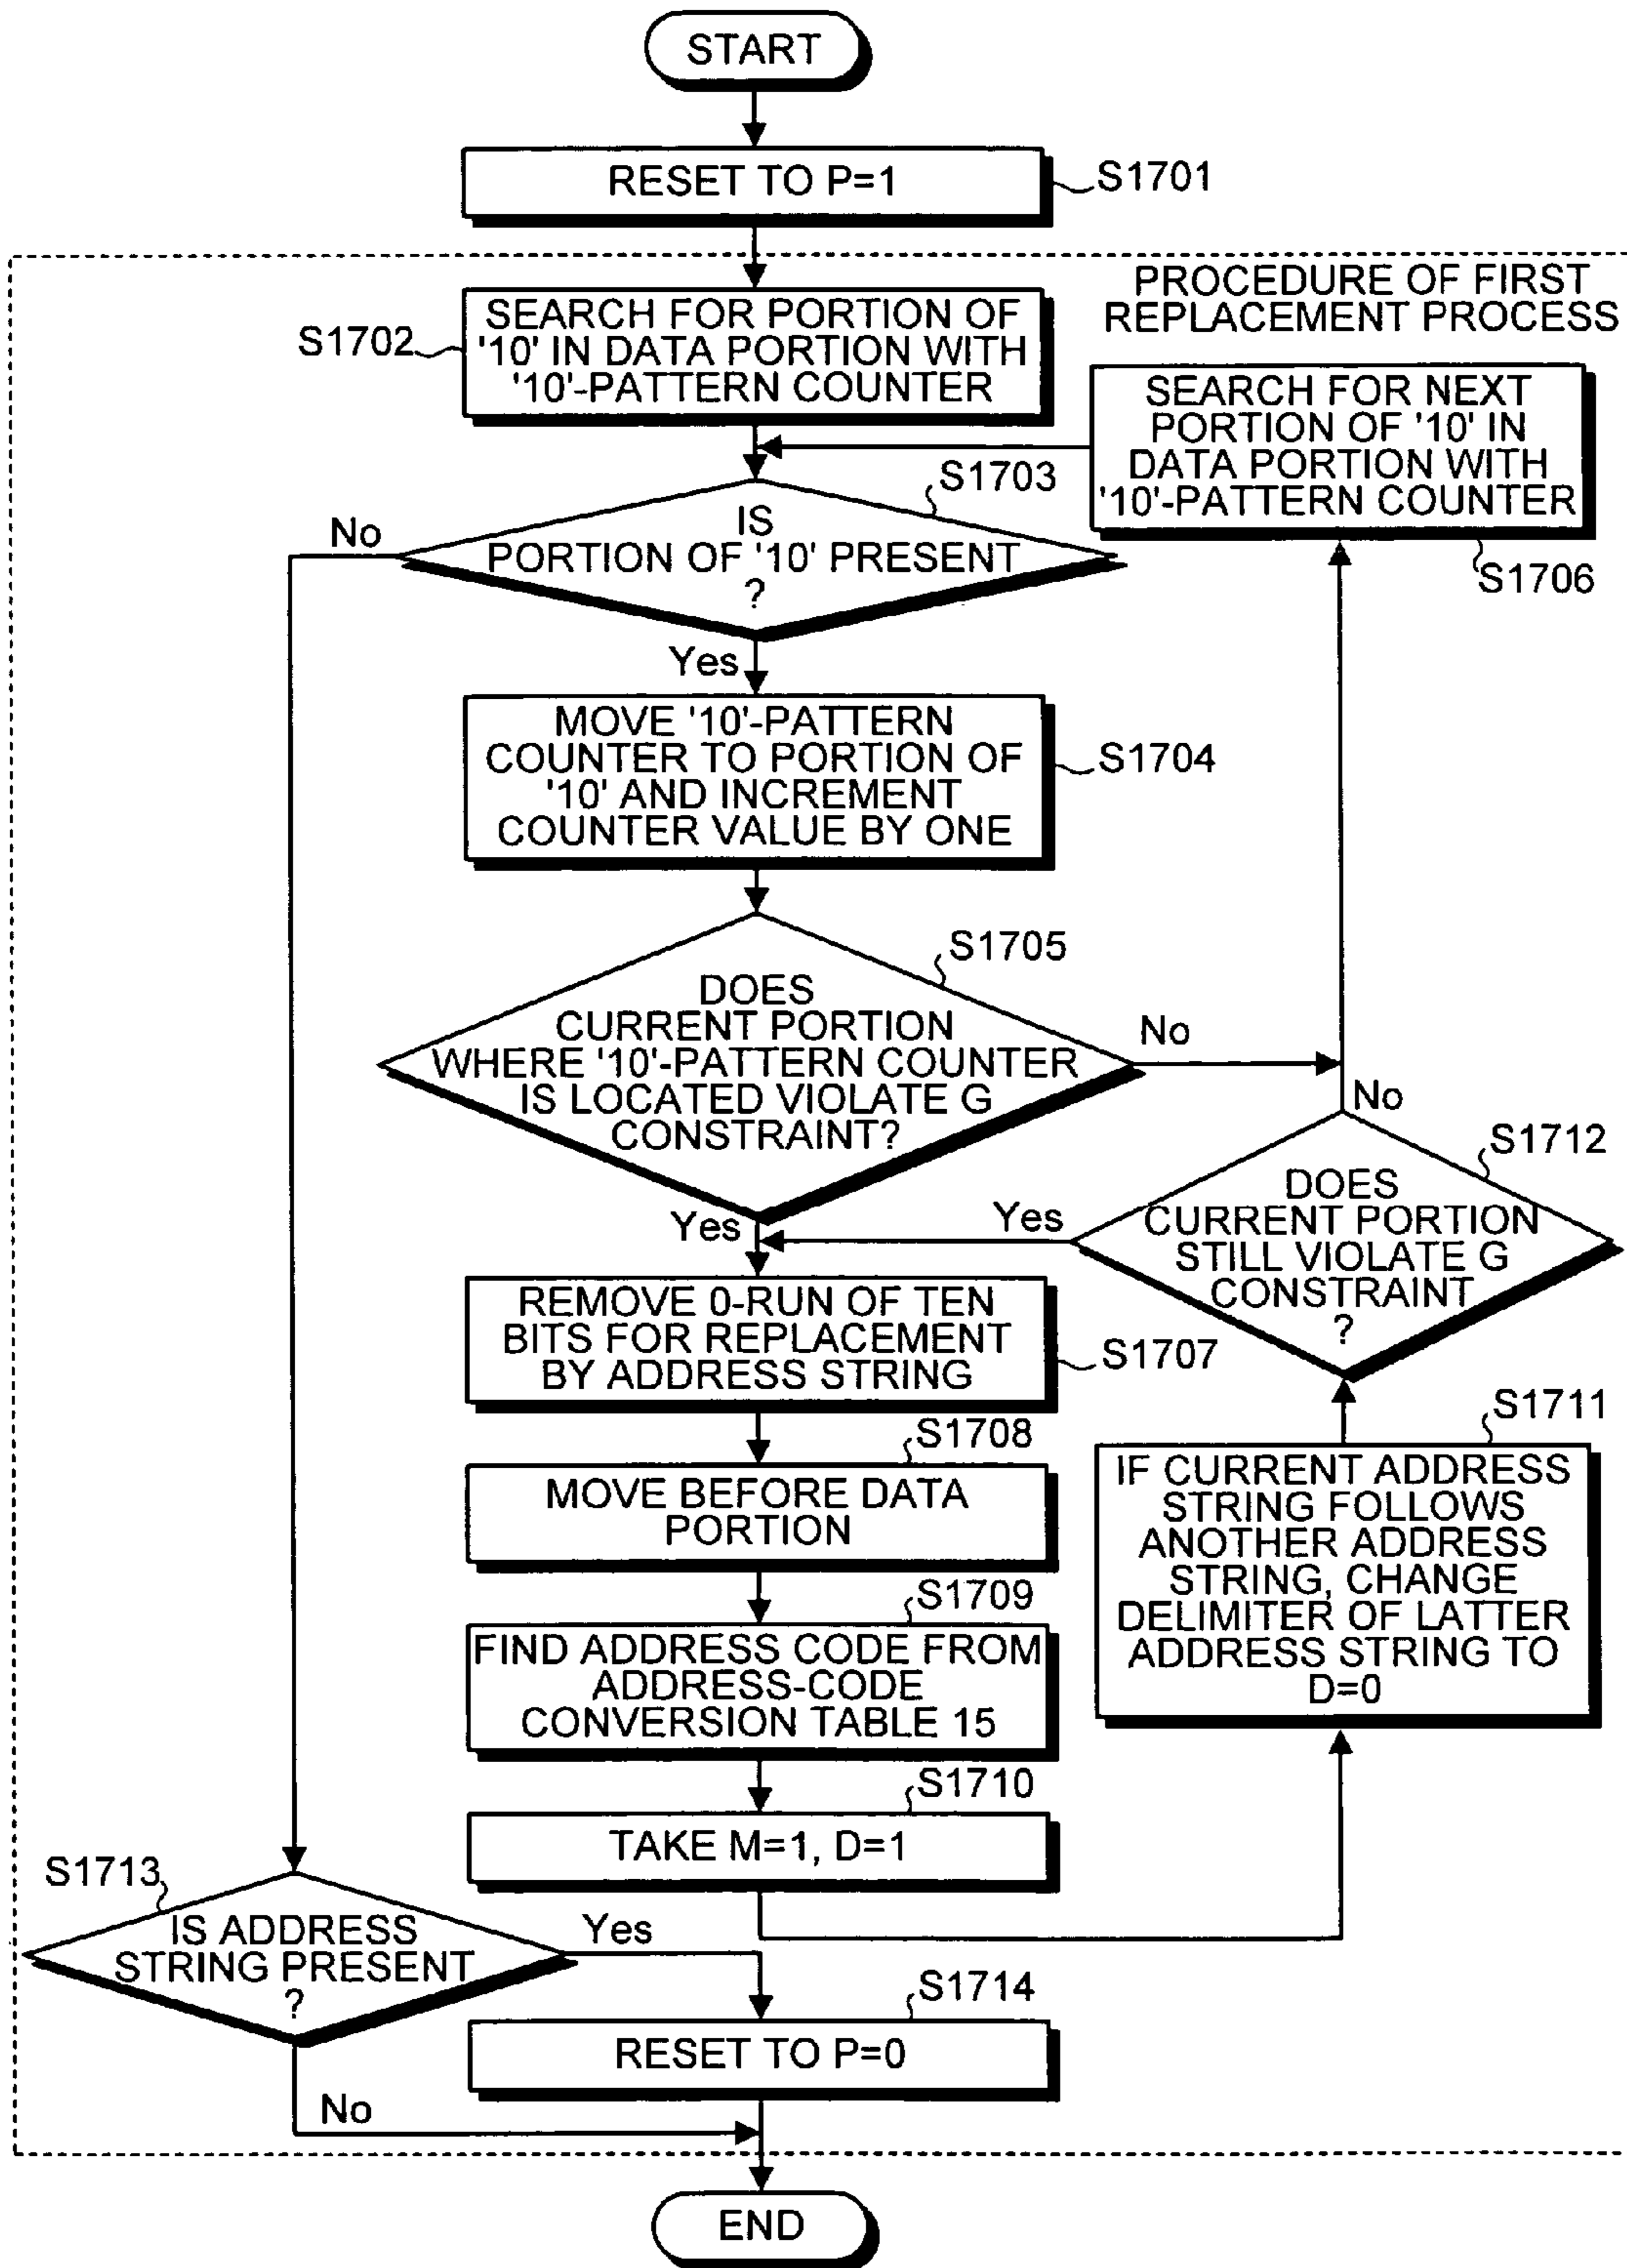 START
RESET TO P=1
S1701
PROCEDURE OF FIRST
REPLACEMENT PROCESS
S1702
SEARCH FOR PORTION OF
'10' IN DATA PORTION WITH
'10'-PATTERN COUNTER
SEARCH FOR NEXT
PORTION OF '10' IN
DATA PORTION WITH
'10'-PATTERN COUNTER
S1706
S1703
No
IS
PORTION OF '10' PRESENT
?
Yes
MOVE '10'-PATTERN
COUNTER TO PORTION OF
'10' AND INCREMENT
COUNTER VALUE BY ONE
S1704
S1705
DOES
CURRENT PORTION
WHERE '10'-PATTERN COUNTER
IS LOCATED VIOLATE G
CONSTRAINT?
No
Yes
No
S1712
DOES
CURRENT PORTION
STILL VIOLATE G
CONSTRAINT
?
Yes
REMOVE 0-RUN OF TEN
BITS FOR REPLACEMENT
BY ADDRESS STRING
S1707
S1708
MOVE BEFORE DATA
PORTION
S1709
FIND ADDRESS CODE FROM
ADDRESS-CODE
CONVERSION TABLE 15
S1710
TAKE M=1, D=1
S1711
IF CURRENT ADDRESS
STRING FOLLOWS
ANOTHER ADDRESS
STRING, CHANGE
DELIMITER OF LATTER
ADDRESS STRING TO
D=0
S1713
IS ADDRESS
STRING PRESENT
?
Yes
S1714
RESET TO P=0
No
END